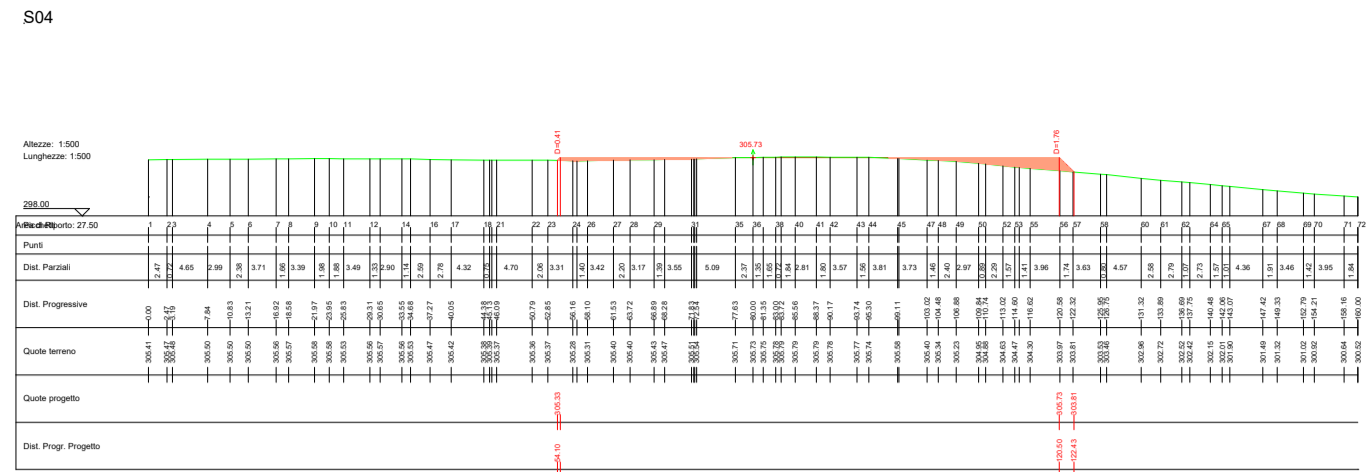 S04
Altezze: 1:500
Lunghezze: 1:500
298.00
D=0.41
305.73
D=1.76
Area di Riporto: 27.50
1 2 3 4 5 6 7 8 9 10 11 12 13 14 16 17 18 21 22 23 24 26 27 28 29 31 35 36 38 39 40 41 42 43 44 45 47 48 49 50 52 53 55 56 57 58 60 61 62 64 65 67 68 69 70 71 72
Punti
Dist. Parziali
2.47 0.72 4.65 2.99 2.38 3.71 1.66 3.39 1.98 1.88 3.49 1.33 2.90 1.14 2.59 2.78 4.32 0.75 4.70 2.06 3.31 1.40 3.42 2.20 3.17 1.39 3.55 5.09 2.37 1.35 1.65 0.72 1.84 2.81 1.80 3.57 1.56 3.81 3.73 1.46 2.40 2.97 0.89 2.29 1.57 1.41 3.96 1.74 3.63 0.80 4.57 2.58 2.79 1.07 2.73 1.57 1.01 4.36 1.91 3.46 1.42 3.95 1.84
Dist. Progressive
0.00 2.47 3.19 7.84 10.83 13.21 16.92 18.58 21.97 23.95 25.83 29.31 30.65 33.55 34.68 37.27 40.05 46.09 50.79 52.85 56.16 58.10 61.53 63.72 66.89 68.28 71.83 77.63 80.00 81.35 83.00 83.72 85.56 88.37 90.17 93.74 95.30 99.11 103.02 104.48 106.88 109.84 110.74 113.02 114.60 116.62 120.58 122.32 125.95 126.75 131.32 133.89 136.69 137.75 140.48 142.06 143.07 147.42 149.33 152.79 154.21 158.16 160.00
Quote terreno
305.41 305.47 305.48 305.50 305.50 305.50 305.56 305.57 305.58 305.58 305.53 305.56 305.57 305.56 305.53 305.47 305.42 305.38 305.37 305.36 305.37 305.28 305.31 305.40 305.40 305.43 305.47 305.51 305.54 305.71 305.73 305.75 305.78 305.79 305.79 305.79 305.78 305.77 305.74 305.58 305.40 305.34 305.23 304.95 304.88 304.63 304.47 304.30 303.97 303.81 303.53 303.46 302.96 302.72 302.52 302.42 302.15 302.01 301.90 301.49 301.32 301.02 300.92 300.64 300.52
Quote progetto
305.33 305.73 303.81
Dist. Progr. Progetto
54.10 120.50 122.43